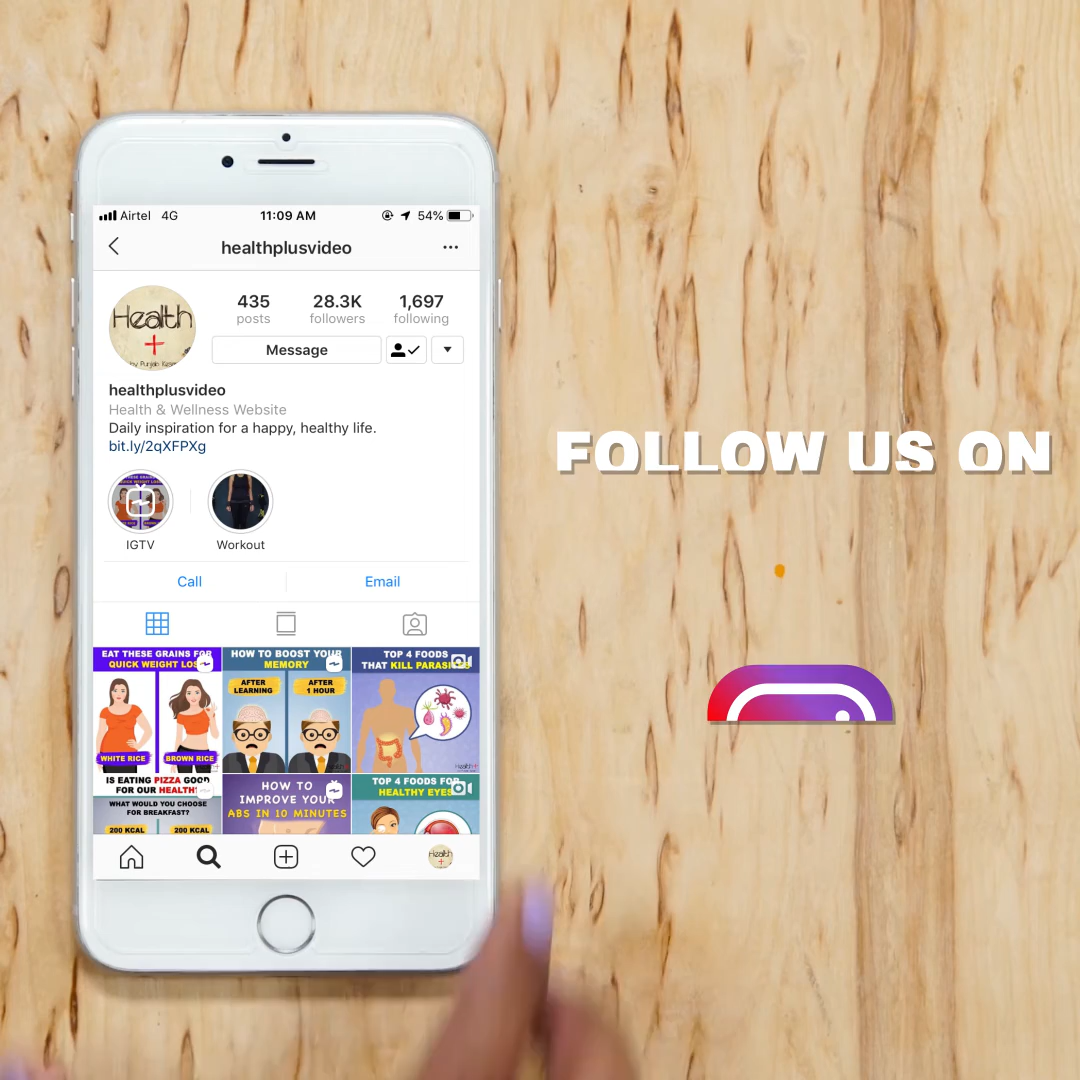 Airtel 4G 11:09 AM 54%
healthplusvideo
435 28.3K 1,697
posts followers following
Health
+
by Punjab Kesari
Message
healthplusvideo
Health & Wellness Website
Daily inspiration for a happy, healthy life.
bit.ly/2qXFPXg
IGTV Workout
Call Email
EAT THESE GRAINS FOR
QUICK WEIGHT LOSS
WHITE RICE BROWN RICE
HOW TO BOOST YOUR
MEMORY
AFTER
LEARNING
AFTER
1 HOUR
TOP 4 FOODS
THAT KILL PARASITES
Health+
IS EATING PIZZA GOOD
FOR OUR HEALTH?
WHAT WOULD YOU CHOOSE
FOR BREAKFAST?
200 KCAL 200 KCAL
HOW TO
IMPROVE YOUR
ABS IN 10 MINUTES
TOP 4 FOODS FOR
HEALTHY EYES
Health
+
FOLLOW US ON